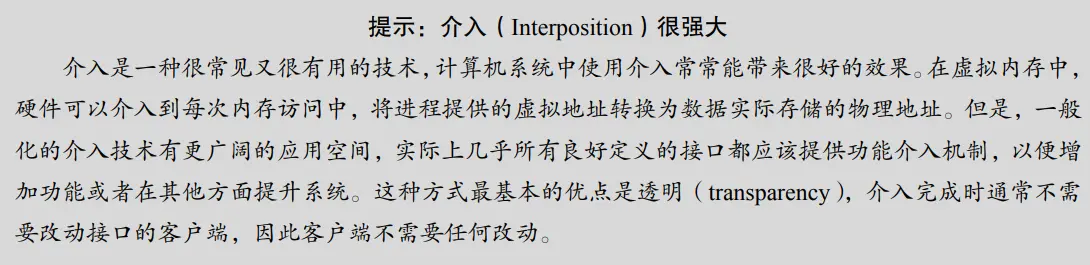 提示：介入（Interposition）很强大
介入是一种很常见又很有用的技术，计算机系统中使用介入常常能带来很好的效果。在虚拟内存中，
硬件可以介入到每次内存访问中，将进程提供的虚拟地址转换为数据实际存储的物理地址。但是，一般
化的介入技术有更广阔的应用空间，实际上几乎所有良好定义的接口都应该提供功能介入机制，以便增
加功能或者在其他方面提升系统。这种方式最基本的优点是透明（transparency），介入完成时通常不需
要改动接口的客户端，因此客户端不需要任何改动。